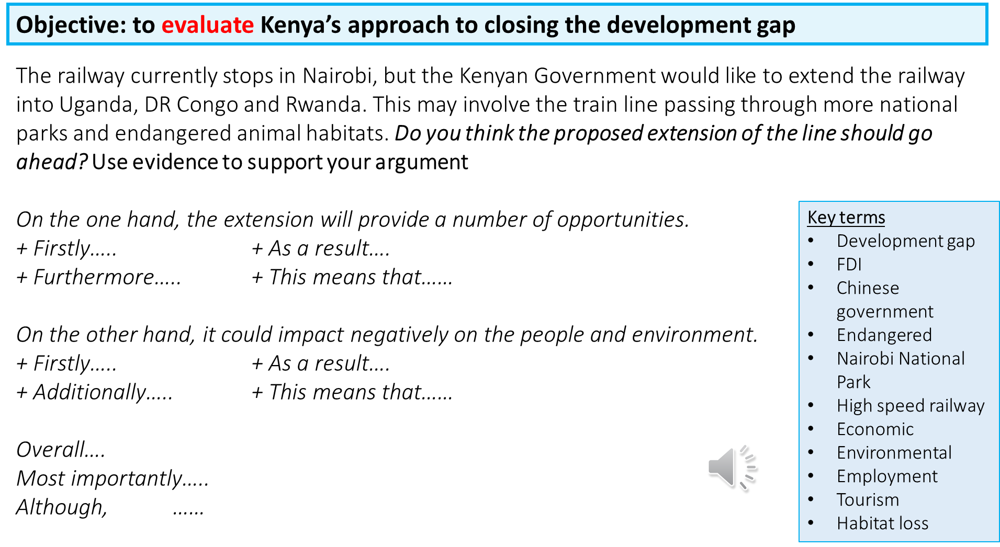 Objective: to evaluate Kenya’s approach to closing the development gap
The railway currently stops in Nairobi, but the Kenyan Government would like to extend the railway
into Uganda, DR Congo and Rwanda. This may involve the train line passing through more national
parks and endangered animal habitats. Do you think the proposed extension of the line should go
ahead? Use evidence to support your argument
On the one hand, the extension will provide a number of opportunities.
+ Firstly….. + As a result….
+ Furthermore….. + This means that……
On the other hand, it could impact negatively on the people and environment.
+ Firstly….. + As a result….
+ Additionally….. + This means that……
Overall….
Most importantly…..
Although, ……
Key terms
• Development gap
• FDI
• Chinese
government
• Endangered
• Nairobi National
Park
• High speed railway
• Economic
• Environmental
• Employment
• Tourism
• Habitat loss